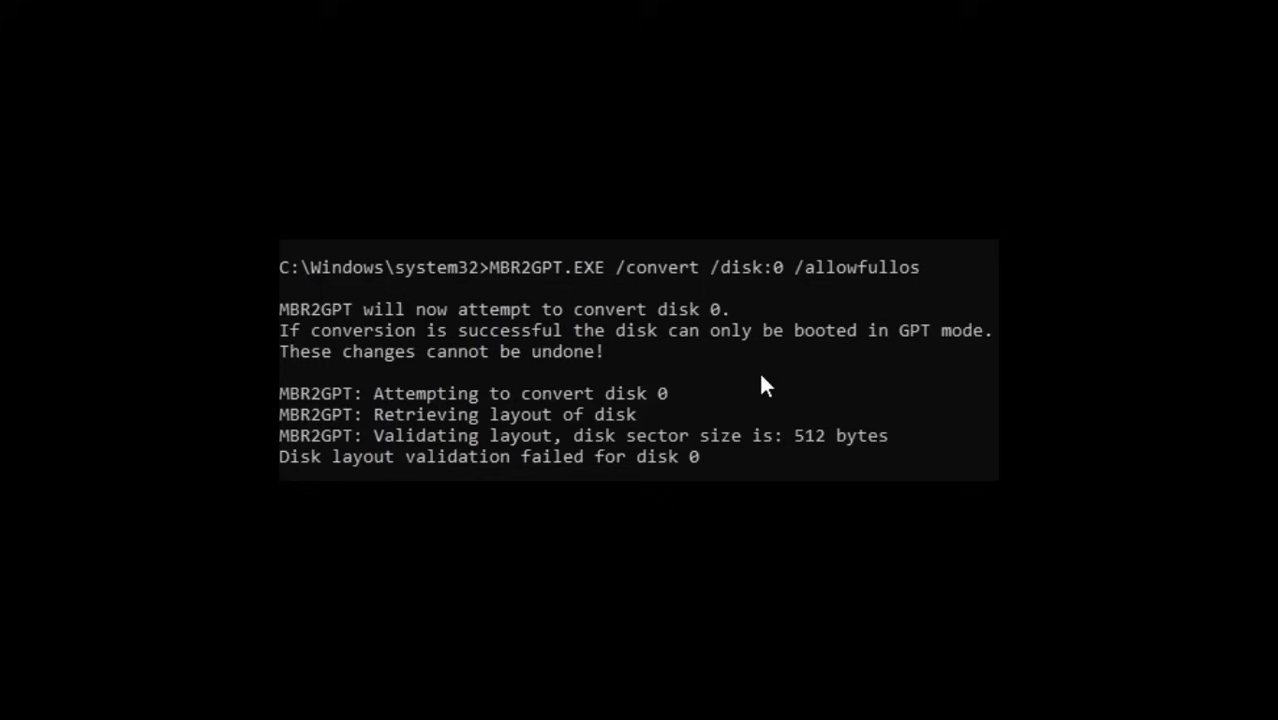 C:\Windows\system32>MBR2GPT.EXE /convert /disk:0 /allowfullos
MBR2GPT will now attempt to convert disk 0.
If conversion is successful the disk can only be booted in GPT mode.
These changes cannot be undone!
MBR2GPT: Attempting to convert disk 0
MBR2GPT: Retrieving layout of disk
MBR2GPT: Validating layout, disk sector size is: 512 bytes
Disk layout validation failed for disk 0